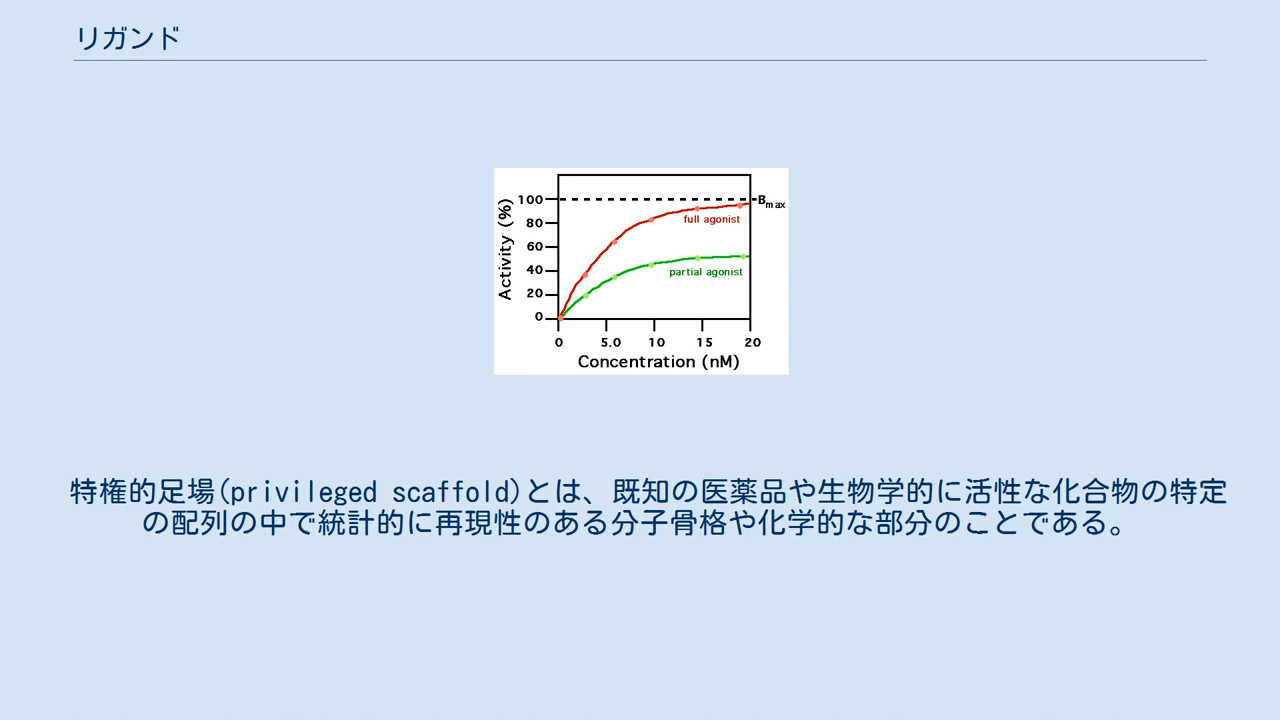 リガンド
Activity (%)
100
80
60
40
20
0
Bmax
full agonist
partial agonist
0 5.0 10 15 20
Concentration (nM)
特権的足場(privileged scaffold)とは、既知の医薬品や生物学的に活性な化合物の特定
の配列の中で統計的に再現性のある分子骨格や化学的な部分のことである。